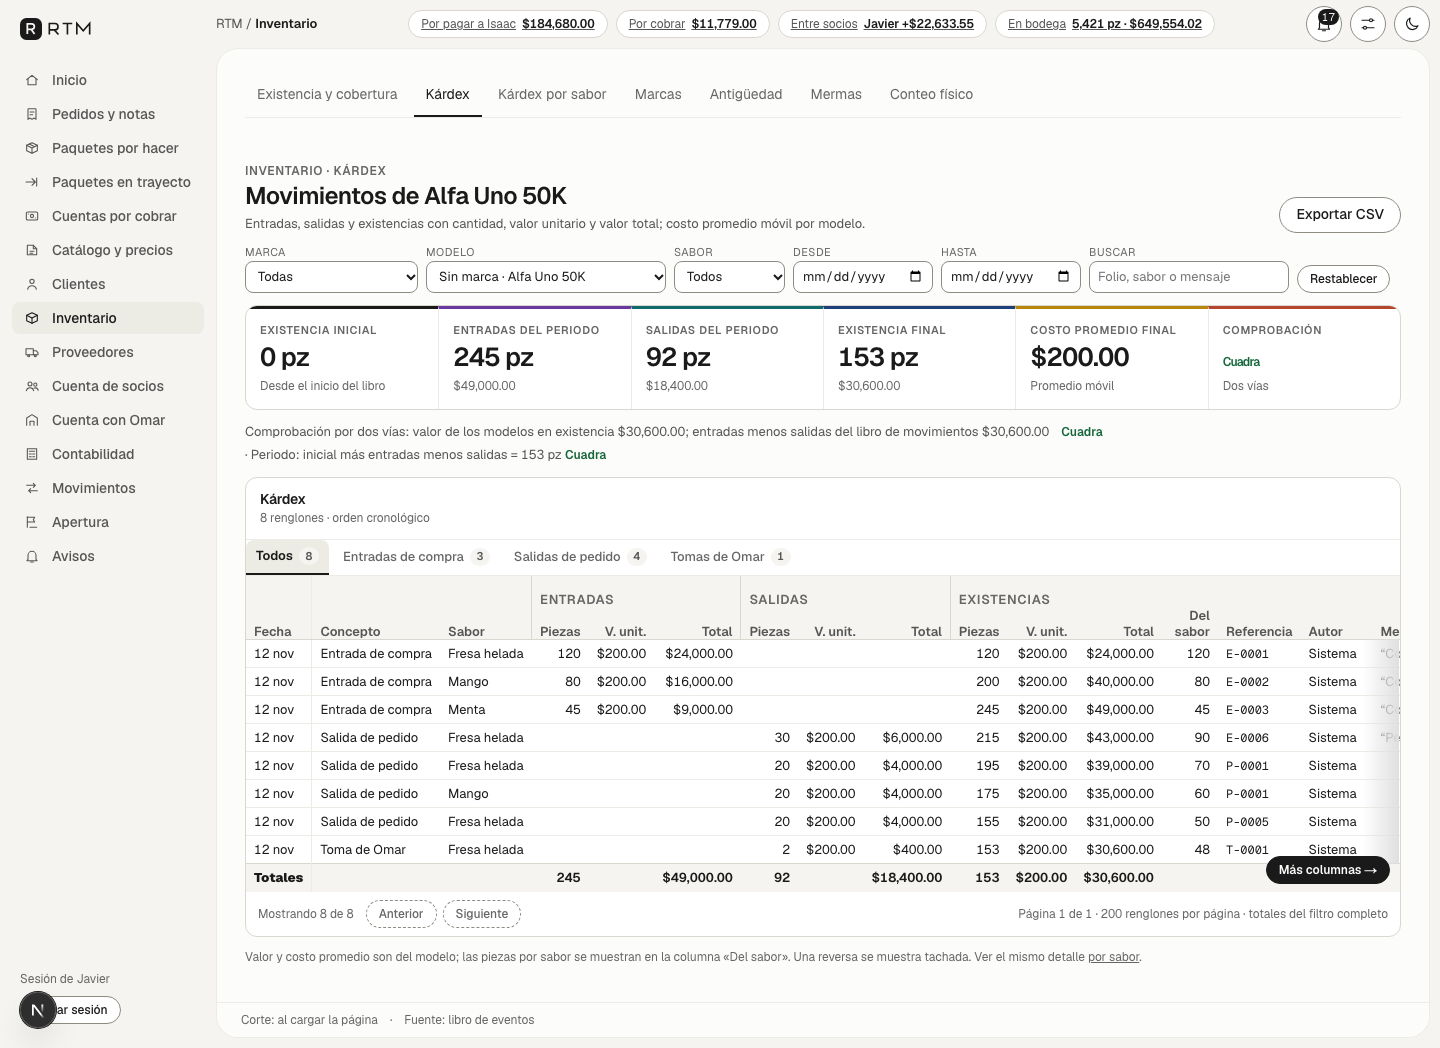 RTM
RTM / Inventario
Por pagar a Isaac $184,680.00
Por cobrar $11,779.00
Entre socios Javier +$22,633.55
En bodega 5,421 pz · $649,554.02
17
Inicio
Pedidos y notas
Paquetes por hacer
Paquetes en trayecto
Cuentas por cobrar
Catálogo y precios
Clientes
Inventario
Proveedores
Cuenta de socios
Cuenta con Omar
Contabilidad
Movimientos
Apertura
Avisos
Sesión de Javier
ar sesión
Existencia y cobertura Kárdex Kárdex por sabor Marcas Antigüedad Mermas Conteo físico
INVENTARIO · KÁRDEX
Movimientos de Alfa Uno 50K
Entradas, salidas y existencias con cantidad, valor unitario y valor total; costo promedio móvil por modelo.
Exportar CSV
MARCA MODELO SABOR DESDE HASTA BUSCAR
Todas Sin marca · Alfa Uno 50K Todos mm/dd/yyyy mm/dd/yyyy Folio, sabor o mensaje Restablecer
EXISTENCIA INICIAL ENTRADAS DEL PERIODO SALIDAS DEL PERIODO EXISTENCIA FINAL COSTO PROMEDIO FINAL COMPROBACIÓN
0 pz 245 pz 92 pz 153 pz $200.00 Cuadra
Desde el inicio del libro $49,000.00 $18,400.00 $30,600.00 Promedio móvil Dos vías
Comprobación por dos vías: valor de los modelos en existencia $30,600.00; entradas menos salidas del libro de movimientos $30,600.00 Cuadra
· Periodo: inicial más entradas menos salidas = 153 pz Cuadra
Kárdex
8 renglones · orden cronológico
Todos 8 Entradas de compra 3 Salidas de pedido 4 Tomas de Omar 1
ENTRADAS SALIDAS EXISTENCIAS
Fecha Concepto Sabor Piezas V. unit. Total Piezas V. unit. Total Piezas V. unit. Total Del sabor Referencia Autor Me
12 nov Entrada de compra Fresa helada 120 $200.00 $24,000.00 120 $200.00 $24,000.00 120 E-0001 Sistema
12 nov Entrada de compra Mango 80 $200.00 $16,000.00 200 $200.00 $40,000.00 80 E-0002 Sistema
12 nov Entrada de compra Menta 45 $200.00 $9,000.00 245 $200.00 $49,000.00 45 E-0003 Sistema
12 nov Salida de pedido Fresa helada 30 $200.00 $6,000.00 215 $200.00 $43,000.00 90 E-0006 Sistema
12 nov Salida de pedido Fresa helada 20 $200.00 $4,000.00 195 $200.00 $39,000.00 70 P-0001 Sistema
12 nov Salida de pedido Mango 20 $200.00 $4,000.00 175 $200.00 $35,000.00 60 P-0001 Sistema
12 nov Salida de pedido Fresa helada 20 $200.00 $4,000.00 155 $200.00 $31,000.00 50 P-0005 Sistema
12 nov Toma de Omar Fresa helada 2 $200.00 $400.00 153 $200.00 $30,600.00 48 T-0001 Sistema
Más columnas →
Totales 245 $49,000.00 92 $18,400.00 153 $200.00 $30,600.00
Mostrando 8 de 8 Anterior Siguiente Página 1 de 1 · 200 renglones por página · totales del filtro completo
Valor y costo promedio son del modelo; las piezas por sabor se muestran en la columna «Del sabor». Una reversa se muestra tachada. Ver el mismo detalle por sabor.
Corte: al cargar la página · Fuente: libro de eventos